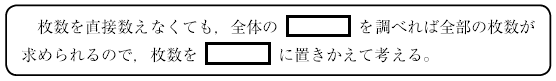 枚数を直接数えなくても，全体の を調べれば全部の枚数が
求められるので，枚数を に置きかえて考える。